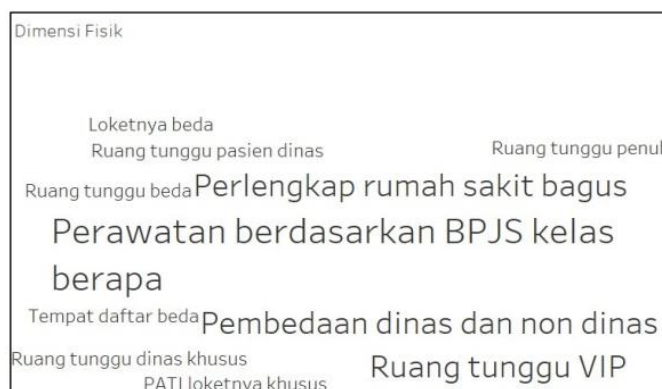 Dimensi Fisik
Loketnya beda
Ruang tunggu pasien dinas
Ruang tunggu penuh
Ruang tunggu beda
Perlengkap rumah sakit bagus
Perawatan berdasarkan BPJS kelas
berapa
Tempat daftar beda
Pembedaan dinas dan non dinas
Ruang tunggu dinas khusus
Ruang tunggu VIP
PATI loketnya khusus